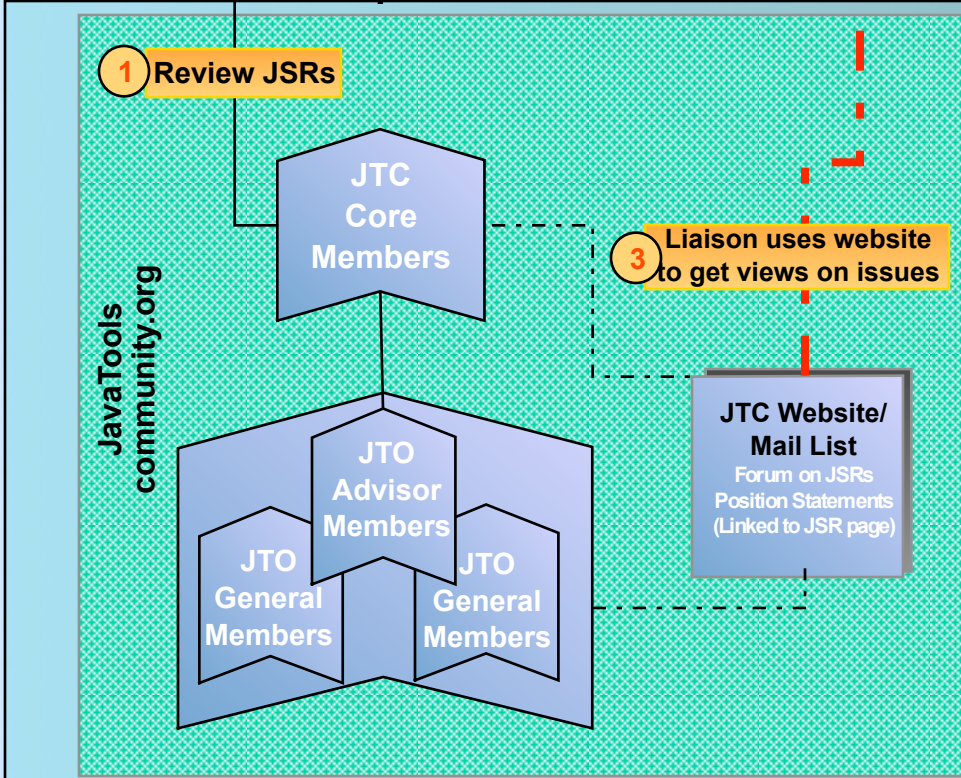 1 Review JSRs
JTC
Core
Members
3 Liaison uses website
to get views on issues
JavaTools
community.org
JTC Website/
Mail List
Forum on JSRs
Position Statements
(Linked to JSR page)
JTO
Advisor
Members
JTO
General
Members
JTO
General
Members